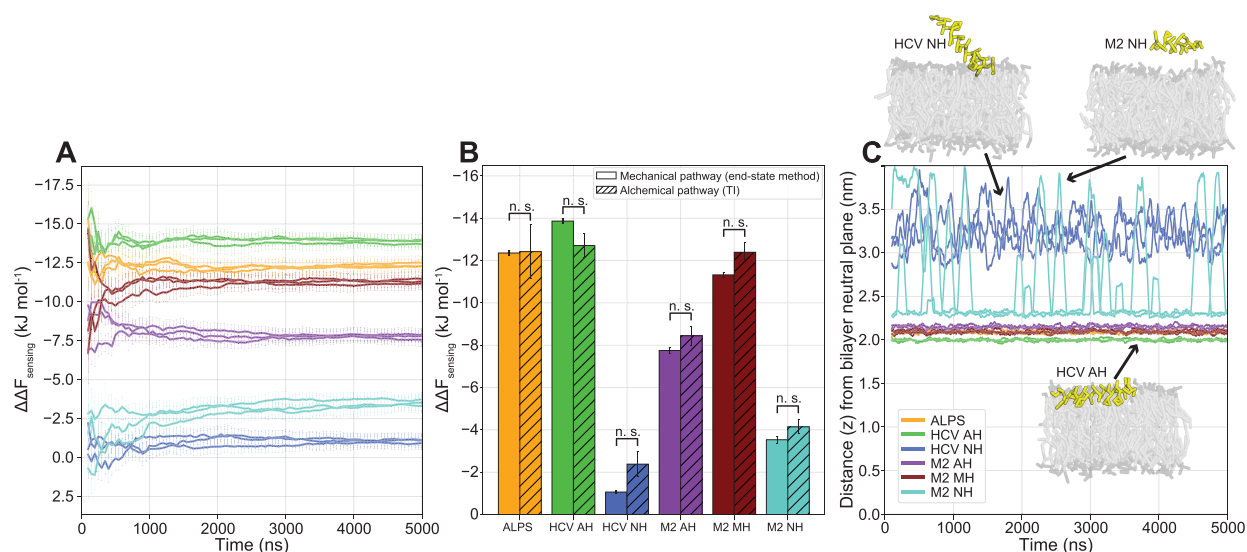 HCV NH
M2 NH
A
−17.5
−15.0
−12.5
−10.0
−7.5
−5.0
−2.5
0.0
2.5
ΔΔFsensing (kJ mol-1)
0
1000
2000
3000
4000
5000
Time (ns)
B
−16
−14
−12
−10
−8
−6
−4
−2
0
ΔΔFsensing (kJ mol-1)
Mechanical pathway (end-state method)
Alchemical pathway (TI)
n. s.
n. s.
n. s.
n. s.
n. s.
n. s.
ALPS
HCV AH
HCV NH
M2 AH
M2 MH
M2 NH
C
3.5
3.0
2.5
2.0
1.5
1.0
0.5
0.0
Distance (z) from bilayer neutral plane (nm)
HCV AH
ALPS
HCV AH
HCV NH
M2 AH
M2 MH
M2 NH
0
1000
2000
3000
4000
5000
Time (ns)